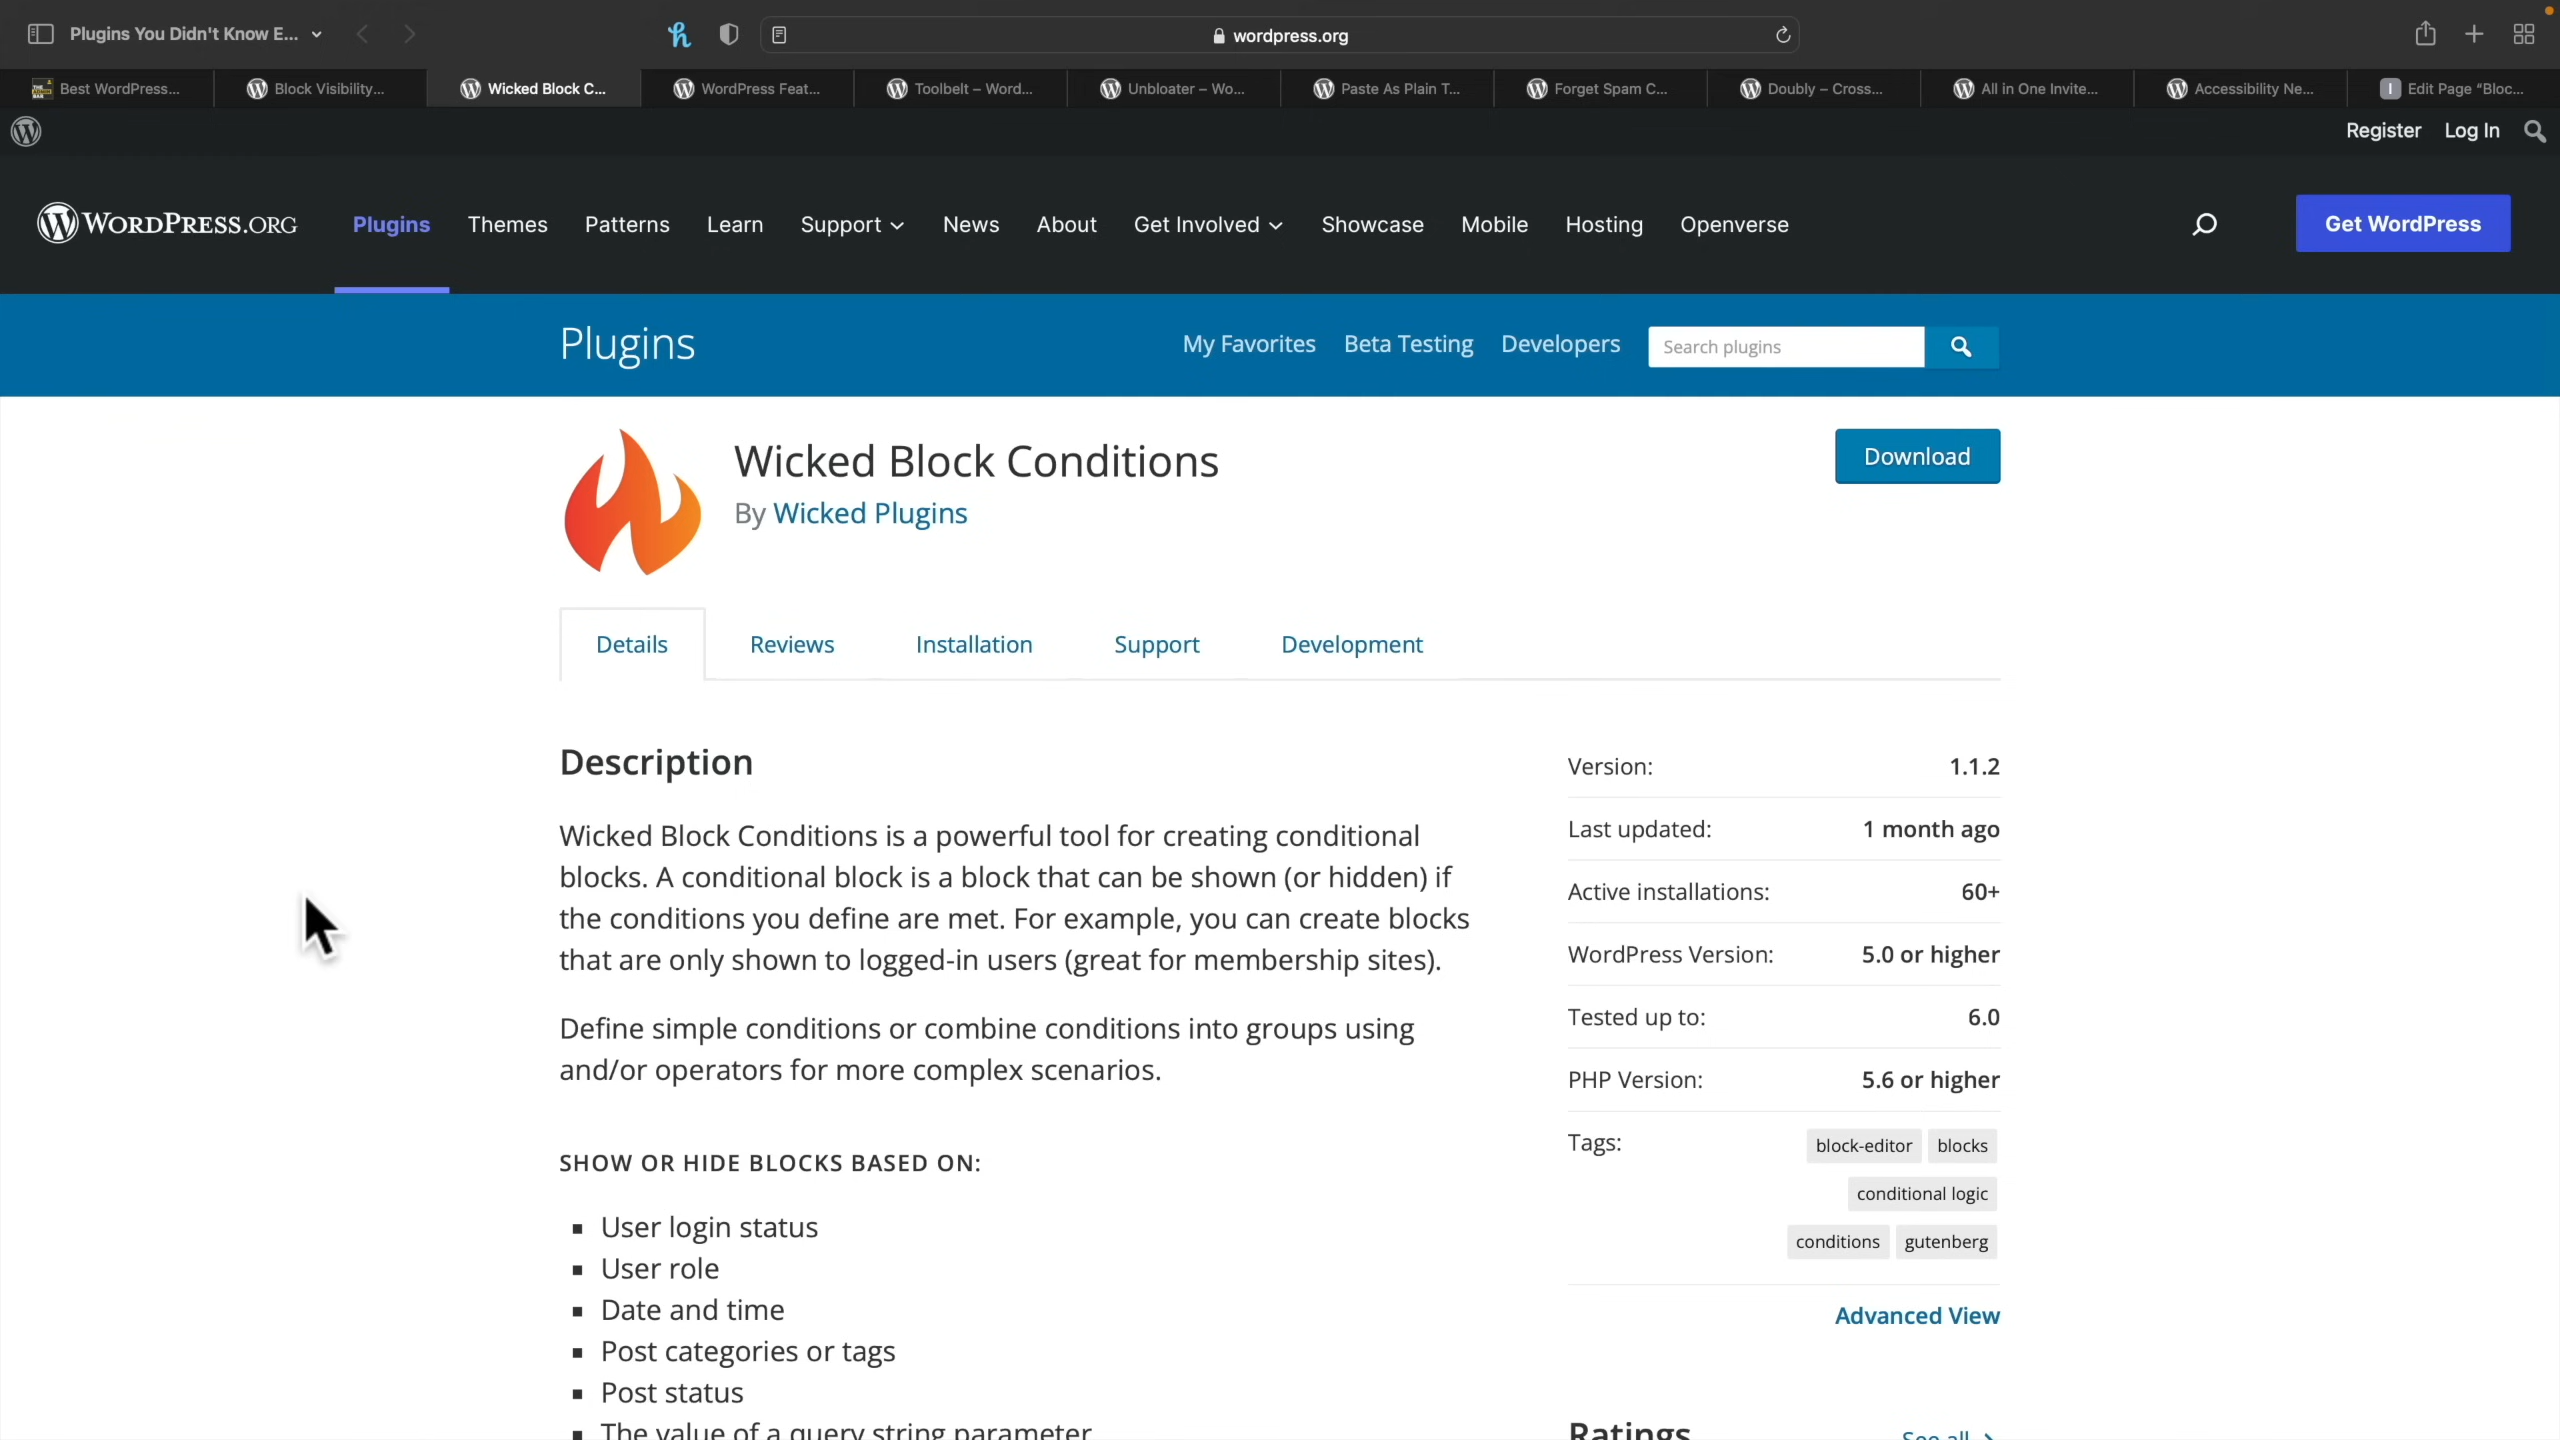 Plugins You Didn't Know E...
wordpress.org
Best WordPress...
Block Visibility...
Wicked Block C...
WordPress Feat...
Toolbelt – Word...
Unbloater – Wo...
Paste As Plain T...
Forget Spam C...
Doubly – Cross...
All in One Invite...
Accessibility Ne...
Edit Page “Bloc...
Register Log In
WORDPRESS.ORG
Plugins Themes Patterns Learn Support News About Get Involved Showcase Mobile Hosting Openverse
Get WordPress
Plugins
My Favorites Beta Testing Developers
Search plugins
Wicked Block Conditions
By Wicked Plugins
Download
Details Reviews Installation Support Development
Description
Wicked Block Conditions is a powerful tool for creating conditional
blocks. A conditional block is a block that can be shown (or hidden) if
the conditions you define are met. For example, you can create blocks
that are only shown to logged-in users (great for membership sites).
Define simple conditions or combine conditions into groups using
and/or operators for more complex scenarios.
SHOW OR HIDE BLOCKS BASED ON:
User login status
User role
Date and time
Post categories or tags
Post status
The value of a query string parameter
Version: 1.1.2
Last updated: 1 month ago
Active installations: 60+
WordPress Version: 5.0 or higher
Tested up to: 6.0
PHP Version: 5.6 or higher
Tags: block-editor blocks
conditional logic
conditions gutenberg
Advanced View
Ratings See all